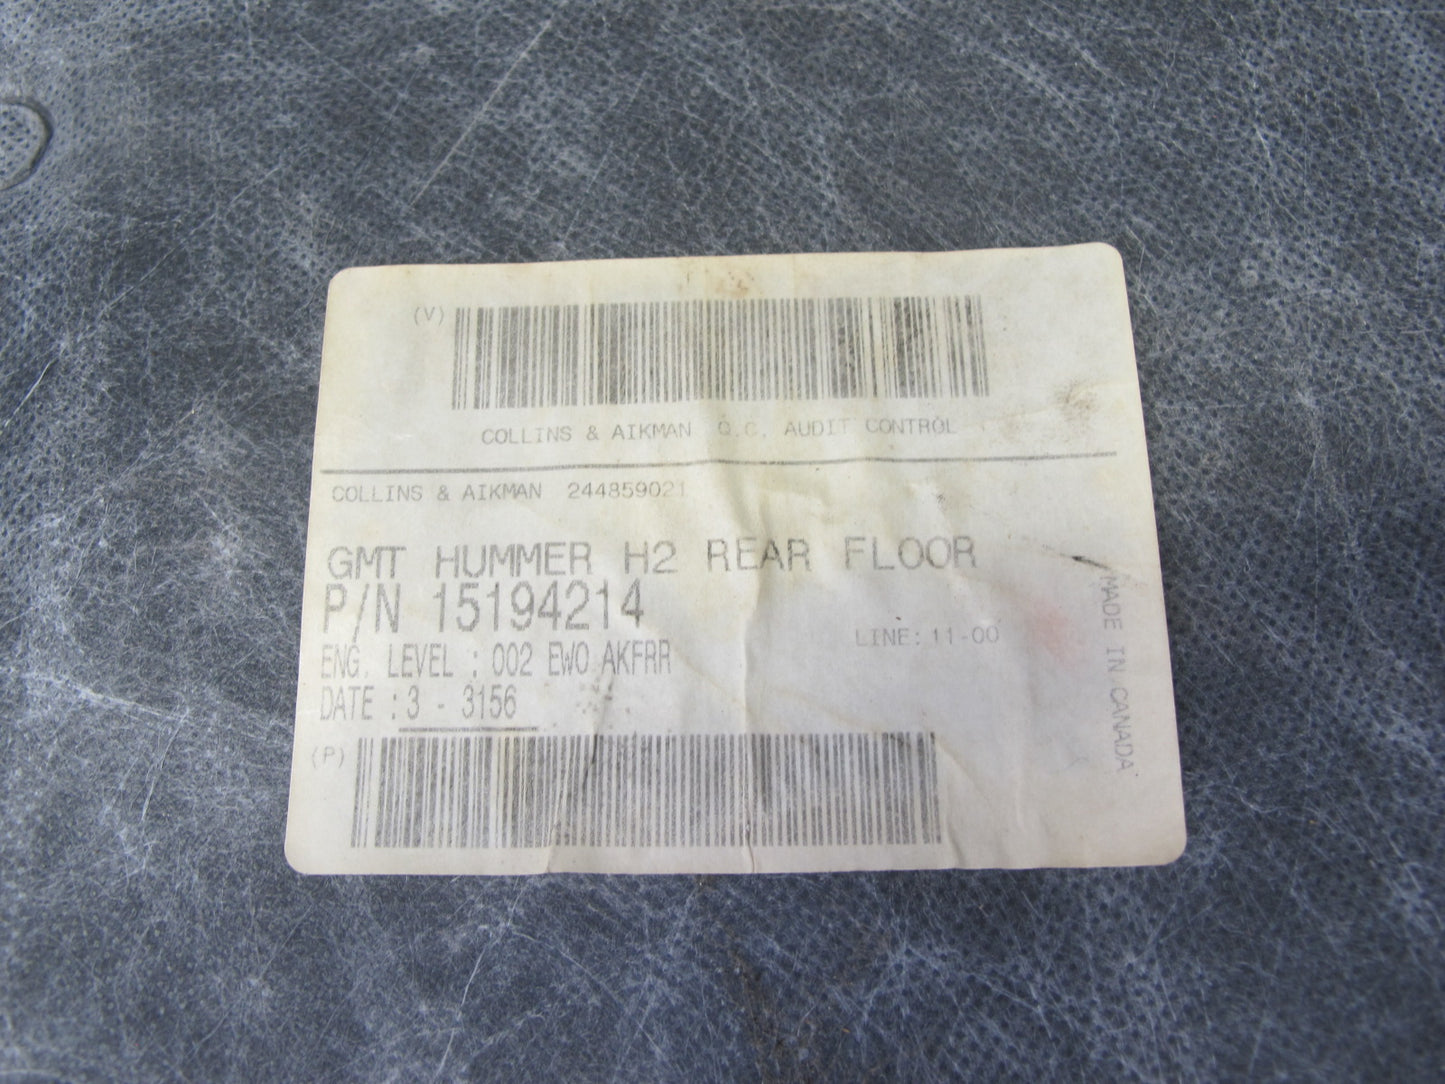 (V)
COLLINS & AIKMAN Q.C. AUDIT CONTROL
COLLINS & AIKMAN 244859021
GMT HUMMER H2 REAR FLOOR
P/N 15194214
LINE: 11-00
ENG. LEVEL : 002 EWO AKFRR
DATE : 3 - 3156
(P)
MADE IN CANADA